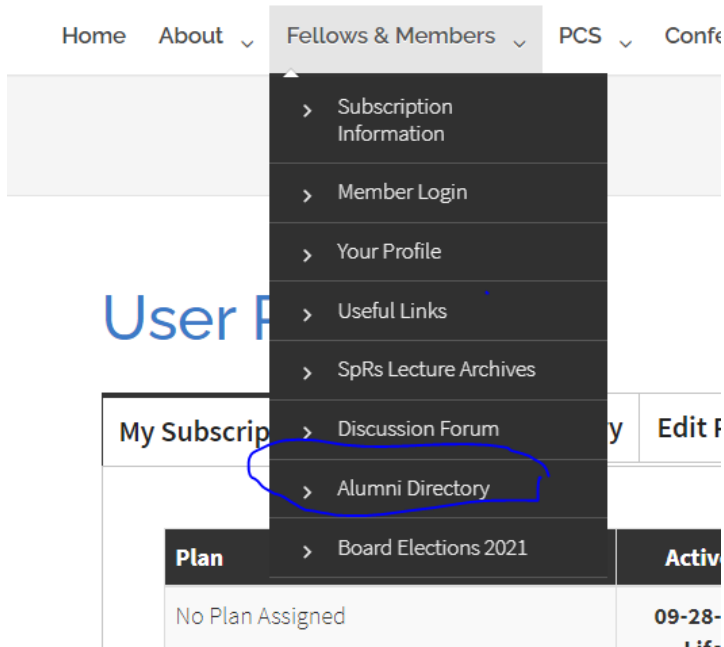 Home About Fellows & Members PCS
Subscription
Information
Member Login
Your Profile
Useful Links
User
SpRs Lecture Archives
Discussion Forum
My Edit
Alumni Directory
Board Elections 2021
Plan
No Plan Assigned
09-28-